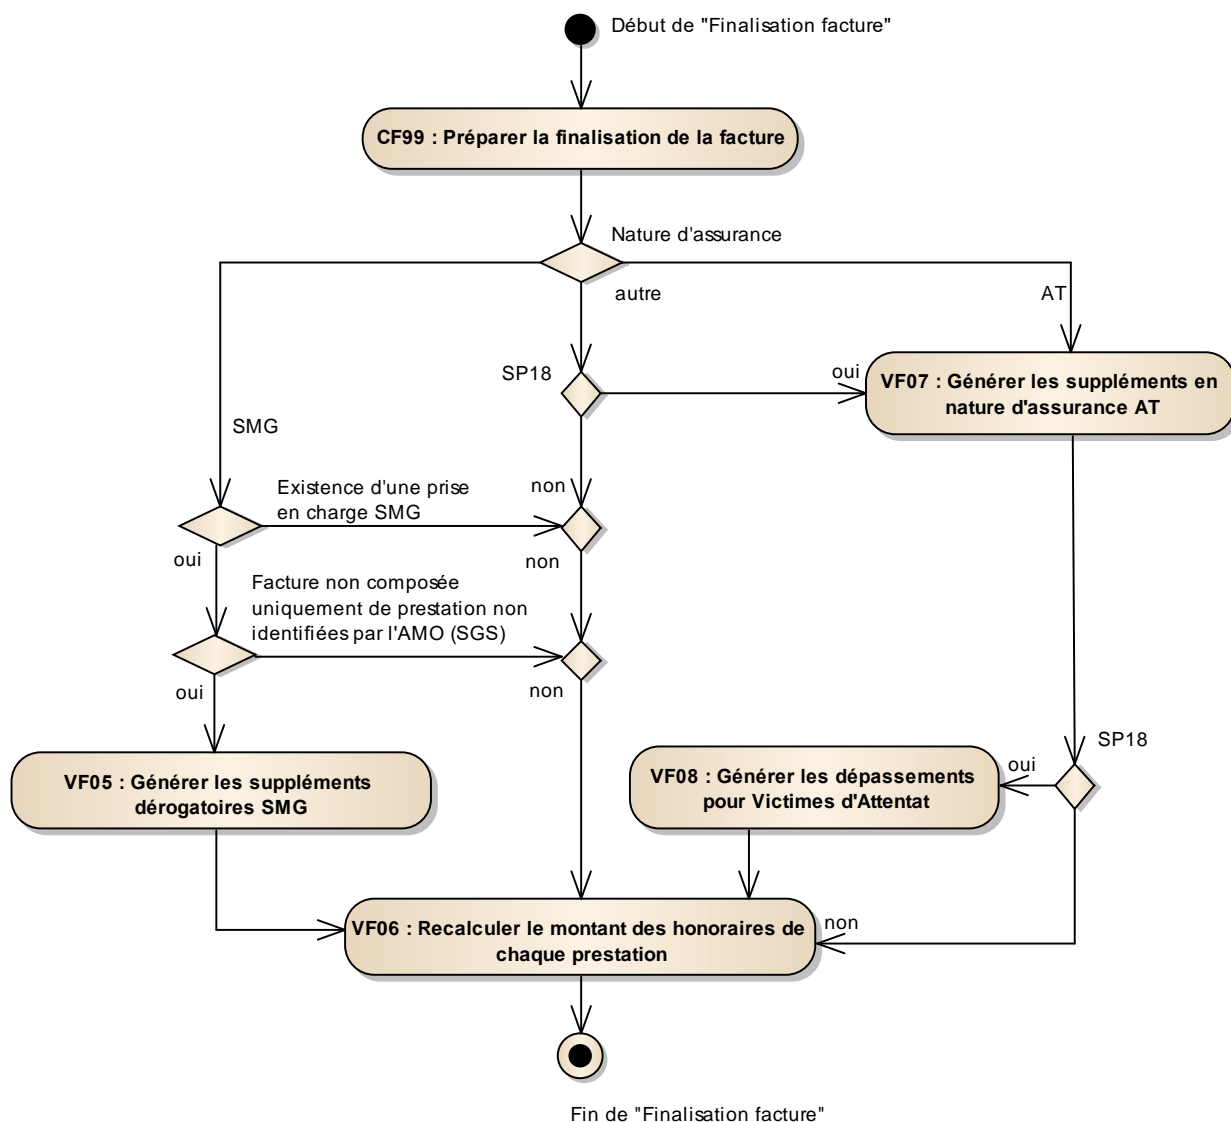 Début de "Finalisation facture"
CF99 : Préparer la finalisation de la facture
Nature d'assurance
autre
AT
SP18
oui
VF07 : Générer les suppléments en
nature d'assurance AT
SMG
Existence d'une prise
en charge SMG
non
oui
non
Facture non composée
uniquement de prestation non
identifiées par l'AMO (SGS)
oui
non
SP18
VF05 : Générer les suppléments
dérogatoires SMG
VF08 : Générer les dépassements
pour Victimes d'Attentat
oui
VF06 : Recalculer le montant des honoraires de
chaque prestation
non
Fin de "Finalisation facture"